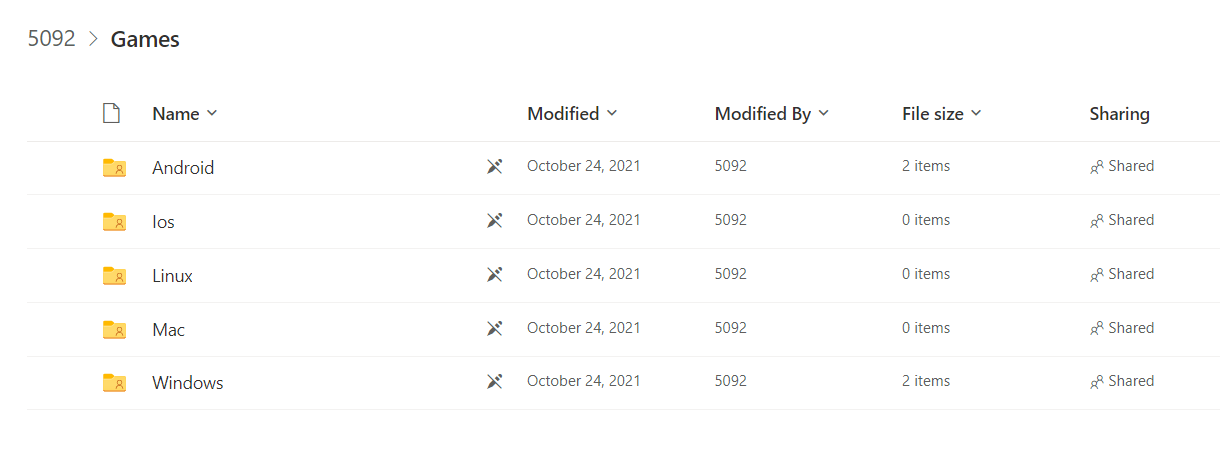 5092 > Games
Name Modified Modified By File size Sharing
Android October 24, 2021 5092 2 items Shared
Ios October 24, 2021 5092 0 items Shared
Linux October 24, 2021 5092 0 items Shared
Mac October 24, 2021 5092 0 items Shared
Windows October 24, 2021 5092 2 items Shared